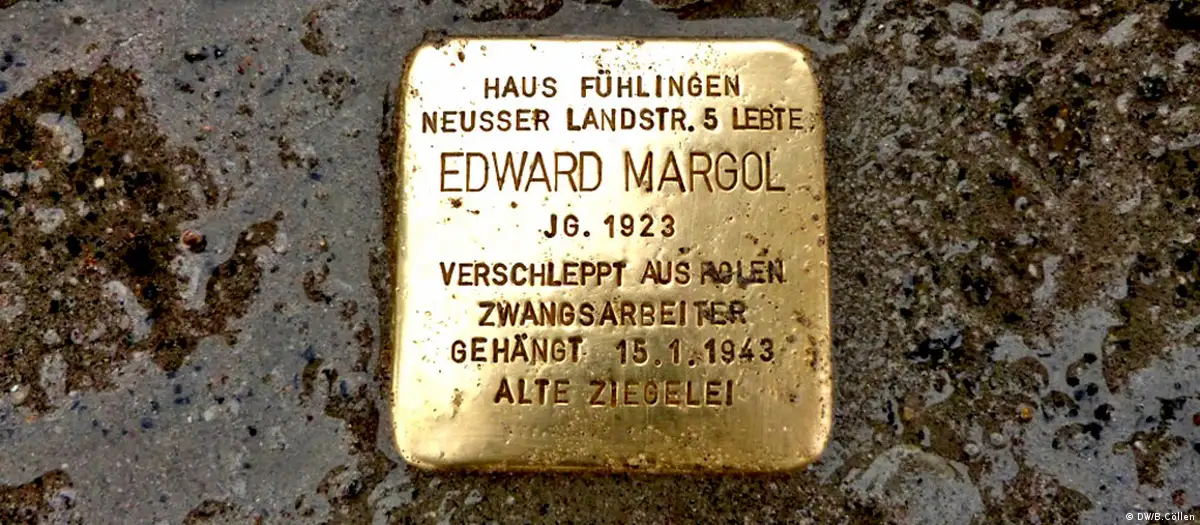 HAUS FÜHLINGEN
NEUSSER LANDSTR. 5 LEBTE
EDWARD MARGOL
JG. 1923
VERSCHLEPPT AUS POLEN
ZWANGSARBEITER
GEHÄNGT 15.1.1943
ALTE ZIEGELEI
© DW/B.Cöllen